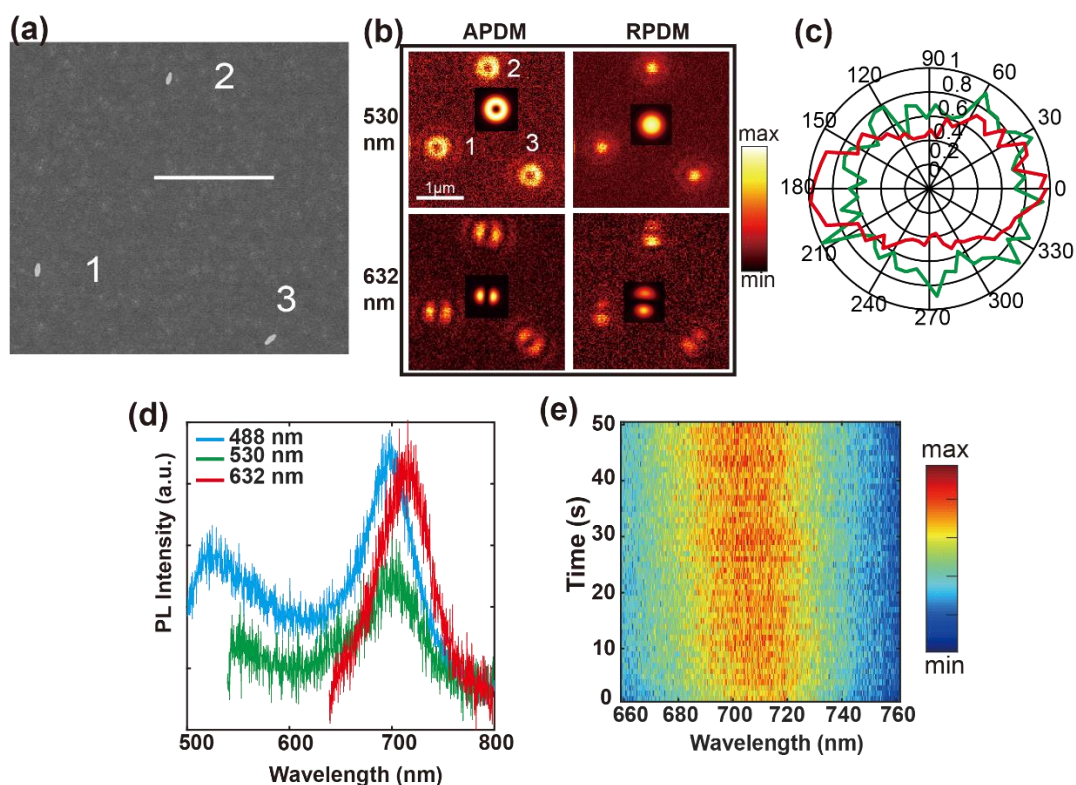 (a)
2
1
3
(b)
APDM
RPDM
530
nm
632
nm
2
1
3
1μm
max
min
(c)
90
1
0.8
0.6
0.4
0.2
0
60
30
0
330
300
270
240
210
180
150
120
(d)
488 nm
530 nm
632 nm
PL Intensity (a.u.)
500
600
700
800
Wavelength (nm)
(e)
Time (s)
50
40
30
20
10
0
660
680
700
720
740
760
Wavelength (nm)
max
min